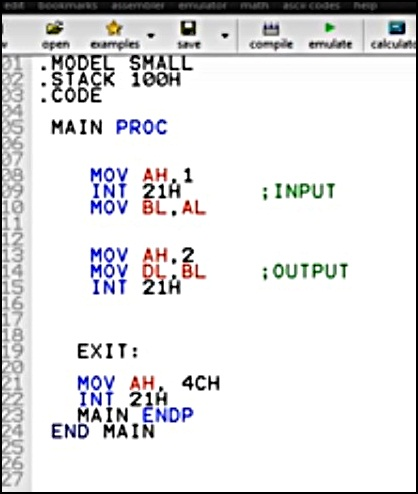 edit bookmarks assembler emulator math ascii codes help
open examples save compile emulate calculato
01 .MODEL SMALL
02 .STACK 100H
03 .CODE
04
05 MAIN PROC
06
07
08 MOV AH,1
09 INT 21H ;INPUT
10 MOV BL,AL
11
12
13 MOV AH,2
14 MOV DL,BL ;OUTPUT
15 INT 21H
16
17
18
19 EXIT:
20
21 MOV AH, 4CH
22 INT 21H
23 MAIN ENDP
24 END MAIN
25
26
27